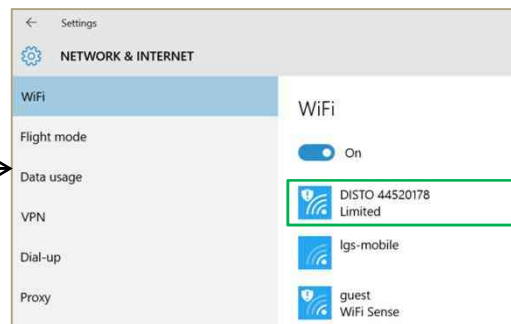 Settings
NETWORK & INTERNET
WiFi
Flight mode
Data usage
VPN
Dial-up
Proxy
WiFi
On
DISTO 44520178
Limited
lgs-mobile
guest
WiFi Sense